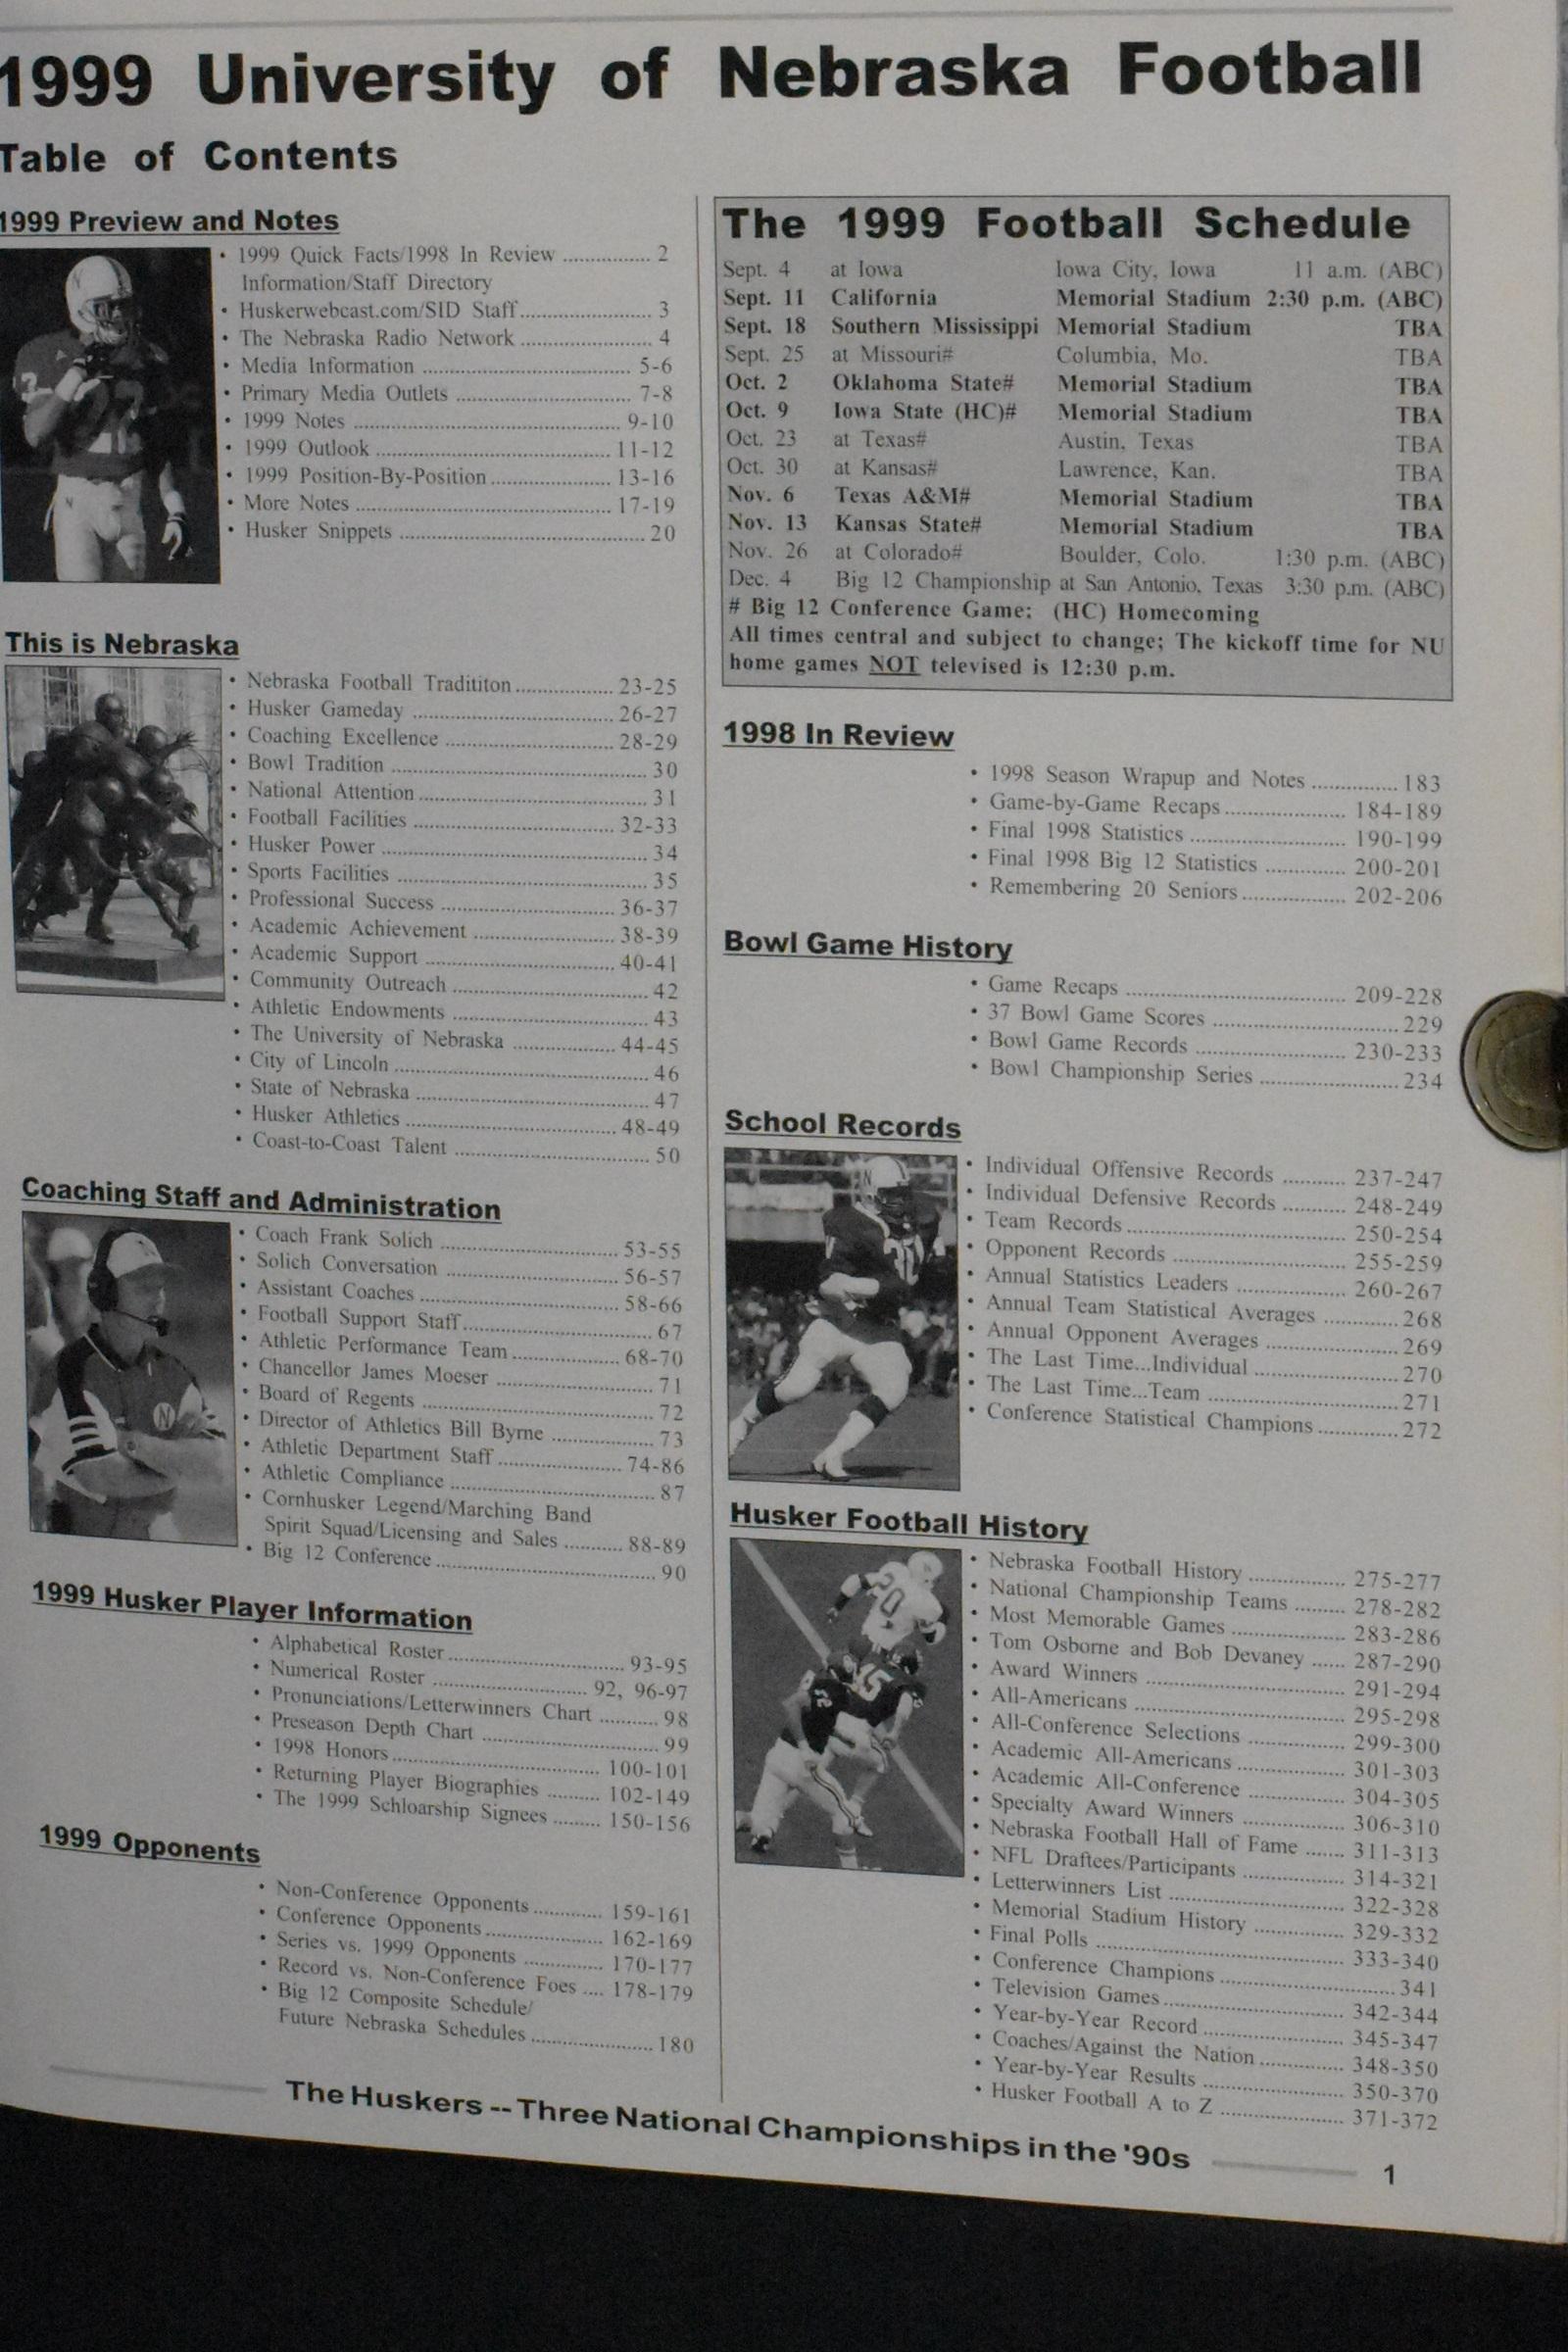 1999 University of Nebraska Football
Table of Contents
1999 Preview and Notes
• 1999 Quick Facts/1998 In Review ................ 2
Information/Staff Directory
• Huskerwebcast.com/SID Staff........................ 3
• The Nebraska Radio Network ........................ 4
• Media Information ...................................... 5-6
• Primary Media Outlets ................................ 7-8
• 1999 Notes ................................................ 9-10
• 1999 Outlook .......................................... 11-12
• 1999 Position-By-Position...................... 13-16
• More Notes .............................................. 17-19
• Husker Snippets ............................................ 20
This is Nebraska
• Nebraska Football Tradititon.................. 23-25
• Husker Gameday .................................... 26-27
• Coaching Excellence .............................. 28-29
• Bowl Tradition .............................................. 30
• National Attention .......................................... 31
• Football Facilities .................................... 32-33
• Husker Power ................................................ 34
• Sports Facilities .............................................. 35
• Professional Success ................................ 36-37
• Academic Achievement .......................... 38-39
• Academic Support .................................... 40-41
• Community Outreach .................................... 42
• Athletic Endowments .................................... 43
• The University of Nebraska .................... 44-45
• City of Lincoln .............................................. 46
• State of Nebraska .......................................... 47
• Husker Athletics ...................................... 48-49
• Coast-to-Coast Talent .................................... 50
Coaching Staff and Administration
• Coach Frank Solich ................................ 53-55
• Solich Conversation ................................ 56-57
• Assistant Coaches .................................... 58-66
• Football Support Staff.................................... 67
• Athletic Performance Team .................... 68-70
• Chancellor James Moeser .............................. 71
• Board of Regents ............................................ 72
• Director of Athletics Bill Byrne .................... 73
• Athletic Department Staff ........................ 74-86
• Athletic Compliance ...................................... 87
• Cornhusker Legend/Marching Band
Spirit Squad/Licensing and Sales ............ 88-89
• Big 12 Conference.......................................... 90
1999 Husker Player Information
• Alphabetical Roster.................................. 93-95
• Numerical Roster .............................. 92, 96-97
• Pronunciations/Letterwinners Chart ............ 98
• Preseason Depth Chart .................................. 99
• 1998 Honors........................................ 100-101
• Returning Player Biographies .......... 102-149
• The 1999 Schloarship Signees ......... 150-156
1999 Opponents
• Non-Conference Opponents............. 159-161
• Conference Opponents...................... 162-169
• Series vs. 1999 Opponents ............... 170-177
• Record vs. Non-Conference Foes .... 178-179
• Big 12 Composite Schedule/
Future Nebraska Schedules ......................... 180
The 1999 Football Schedule
Sept. 4 at Iowa Iowa City, Iowa 11 a.m. (ABC)
Sept. 11 California Memorial Stadium 2:30 p.m. (ABC)
Sept. 18 Southern Mississippi Memorial Stadium TBA
Sept. 25 at Missouri# Columbia, Mo. TBA
Oct. 2 Oklahoma State# Memorial Stadium TBA
Oct. 9 Iowa State (HC)# Memorial Stadium TBA
Oct. 23 at Texas# Austin, Texas TBA
Oct. 30 at Kansas# Lawrence, Kan. TBA
Nov. 6 Texas A&M# Memorial Stadium TBA
Nov. 13 Kansas State# Memorial Stadium TBA
Nov. 26 at Colorado# Boulder, Colo. 1:30 p.m. (ABC)
Dec. 4 Big 12 Championship at San Antonio, Texas 3:30 p.m. (ABC)
# Big 12 Conference Game; (HC) Homecoming
All times central and subject to change; The kickoff time for NU
home games NOT televised is 12:30 p.m.
1998 In Review
• 1998 Season Wrapup and Notes ............... 183
• Game-by-Game Recaps...................... 184-189
• Final 1998 Statistics ............................ 190-199
• Final 1998 Big 12 Statistics .............. 200-201
• Remembering 20 Seniors................... 202-206
Bowl Game History
• Game Recaps ........................................ 209-228
• 37 Bowl Game Scores .................................. 229
• Bowl Game Records ........................... 230-233
• Bowl Championship Series ......................... 234
School Records
• Individual Offensive Records ........... 237-247
• Individual Defensive Records ........... 248-249
• Team Records....................................... 250-254
• Opponent Records ............................... 255-259
• Annual Statistics Leaders ................... 260-267
• Annual Team Statistical Averages ............. 268
• Annual Opponent Averages ........................ 269
• The Last Time...Individual .......................... 270
• The Last Time...Team .................................. 271
• Conference Statistical Champions .............. 272
Husker Football History
• Nebraska Football History ................. 275-277
• National Championship Teams ......... 278-282
• Most Memorable Games .................... 283-286
• Tom Osborne and Bob Devaney ...... 287-290
• Award Winners .................................... 291-294
• All-Americans ...................................... 295-298
• All-Conference Selections ................. 299-300
• Academic All-Americans ................... 301-303
• Academic All-Conference .................. 304-305
• Specialty Award Winners .................. 306-310
• Nebraska Football Hall of Fame ....... 311-313
• NFL Draftees/Participants .................. 314-321
• Letterwinners List ................................ 322-328
• Memorial Stadium History ................ 329-332
• Final Polls ............................................ 333-340
• Conference Champions ................................ 341
• Television Games................................. 342-344
• Year-by-Year Record .......................... 345-347
• Coaches/Against the Nation ............... 348-350
• Year-by-Year Results .......................... 350-370
• Husker Football A to Z ....................... 371-372
The Huskers -- Three National Championships in the '90s
1